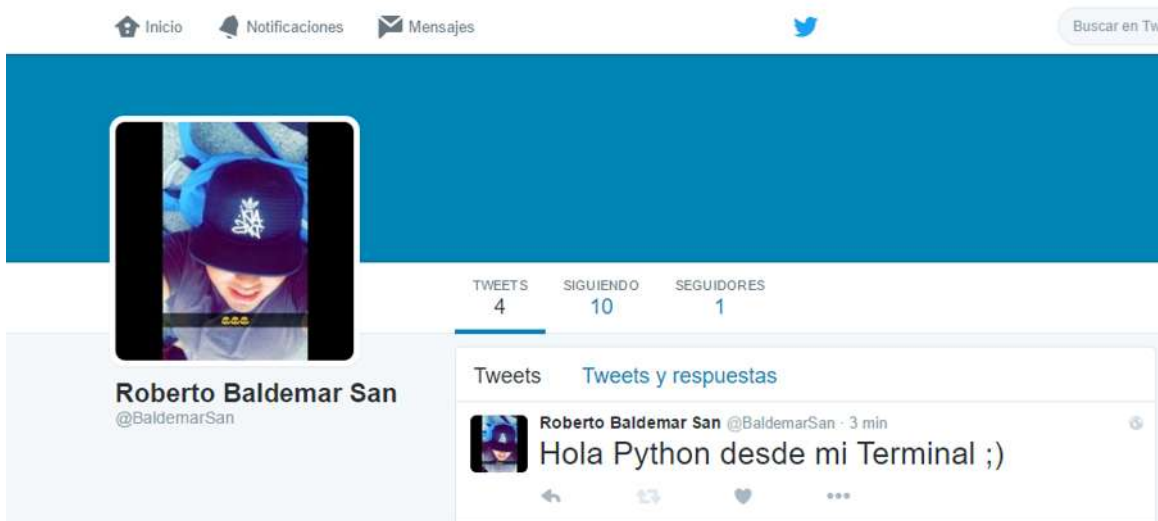 Inicio Notificaciones Mensajes Buscar en Tw
TWEETS SIGUIENDO SEGUIDORES
4 10 1
Roberto Baldemar San
@BaldemarSan
Tweets Tweets y respuestas
Roberto Baldemar San @BaldemarSan · 3 min
Hola Python desde mi Terminal ;)